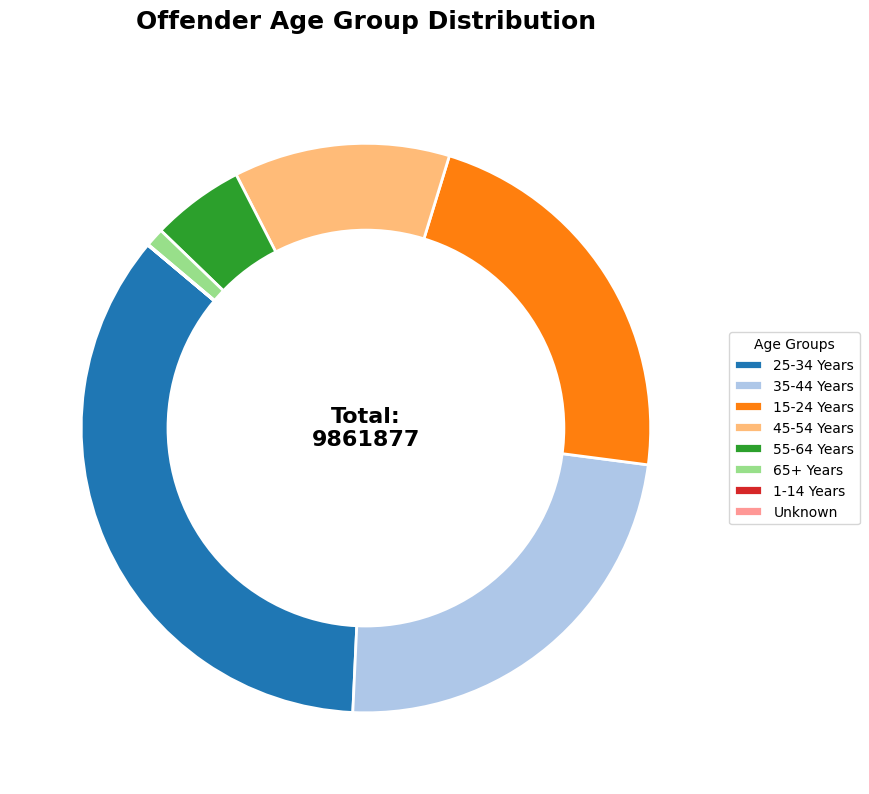 Offender Age Group Distribution
Total:
9861877
Age Groups
25-34 Years
35-44 Years
15-24 Years
45-54 Years
55-64 Years
65+ Years
1-14 Years
Unknown